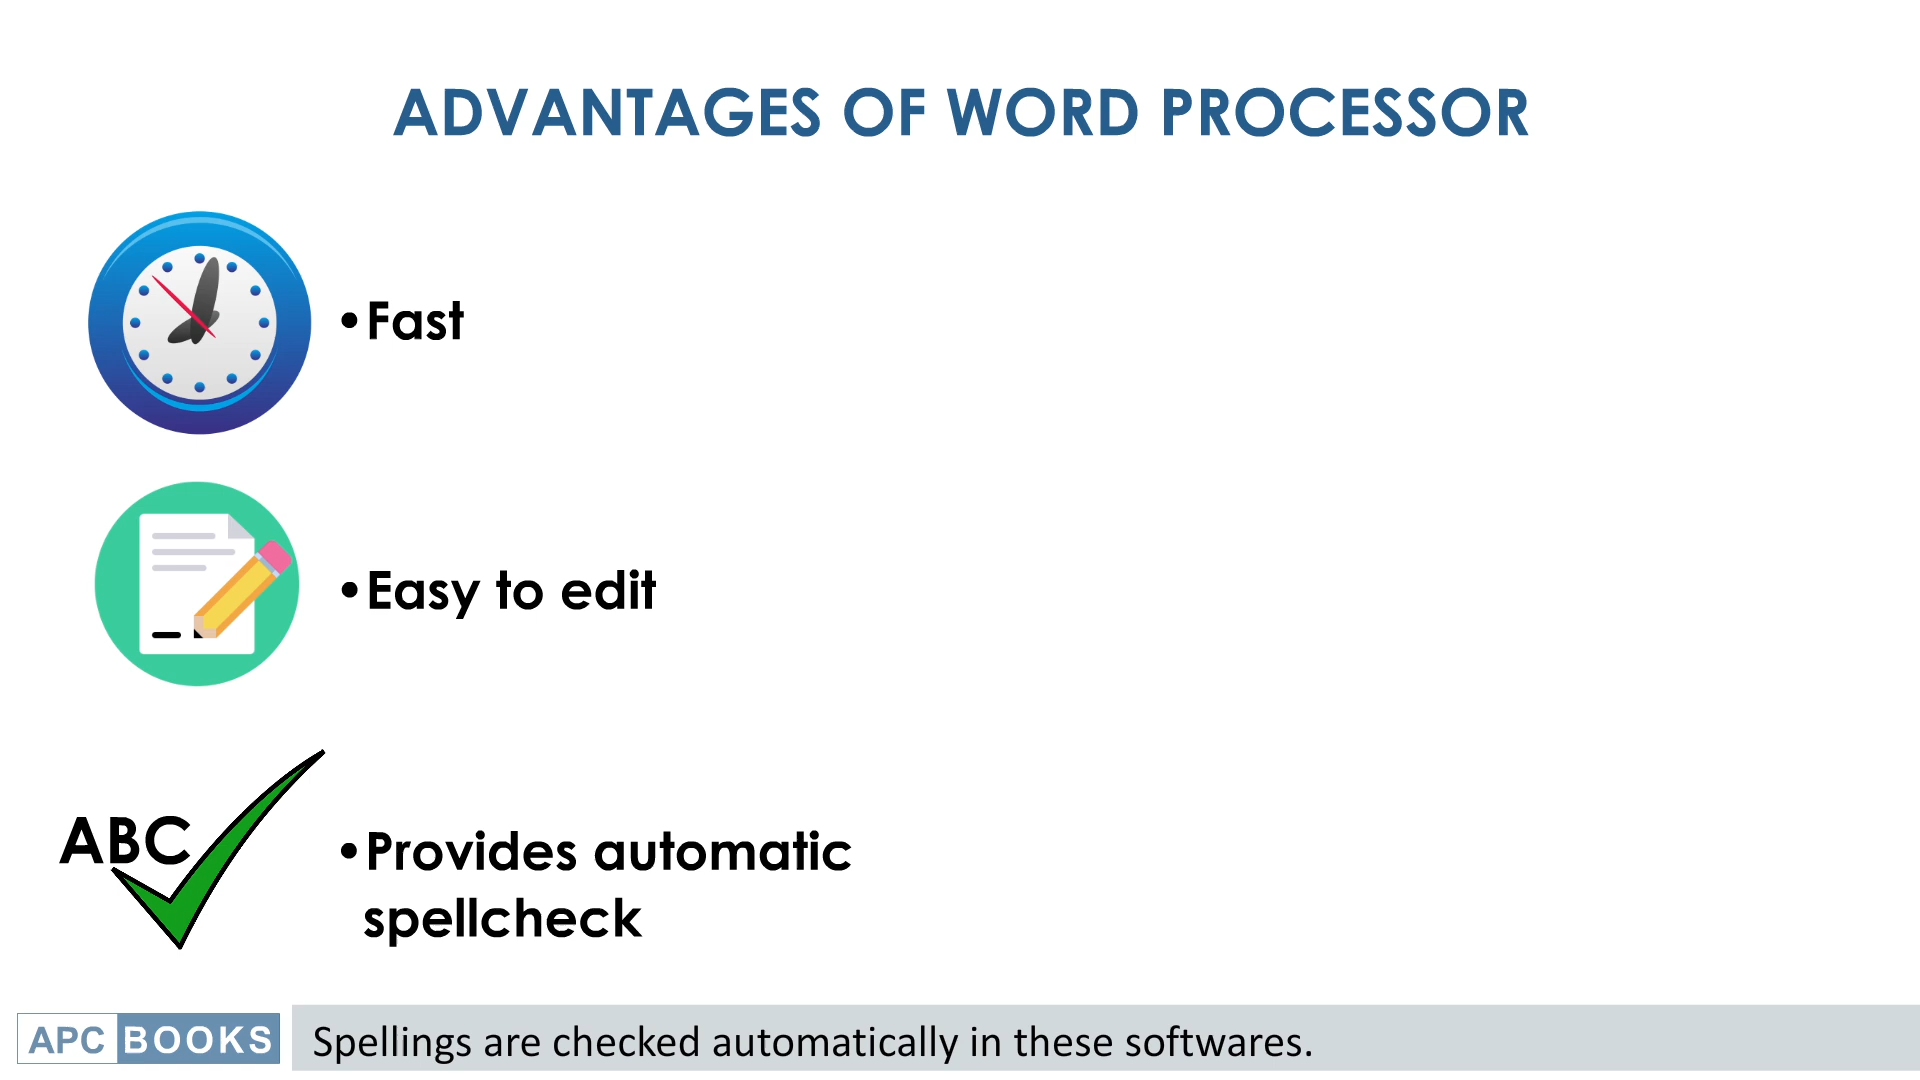 ADVANTAGES OF WORD PROCESSOR
•Fast
•Easy to edit
ABC
•Provides automatic
spellcheck
APC BOOKS
Spellings are checked automatically in these softwares.